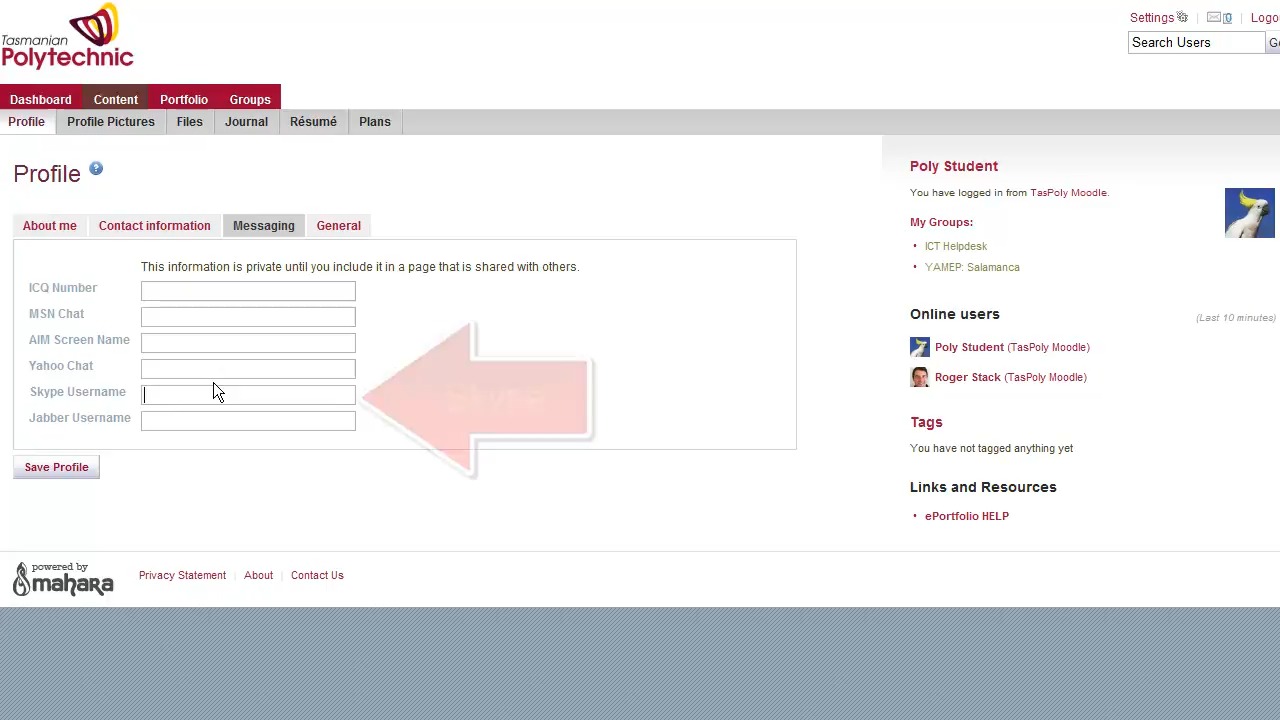 Tasmanian
Polytechnic
Settings
0
Logo
Search Users
Go
Dashboard
Content
Portfolio
Groups
Profile
Profile Pictures
Files
Journal
Résumé
Plans
Profile
?
About me
Contact information
Messaging
General
This information is private until you include it in a page that is shared with others.
ICQ Number
MSN Chat
AIM Screen Name
Yahoo Chat
Skype Username
Jabber Username
Save Profile
Poly Student
You have logged in from TasPoly Moodle.
My Groups:
• ICT Helpdesk
• YAMEP: Salamanca
Online users
(Last 10 minutes)
Poly Student (TasPoly Moodle)
Roger Stack (TasPoly Moodle)
Tags
You have not tagged anything yet
Links and Resources
• ePortfolio HELP
powered by
mahara
Privacy Statement
About
Contact Us